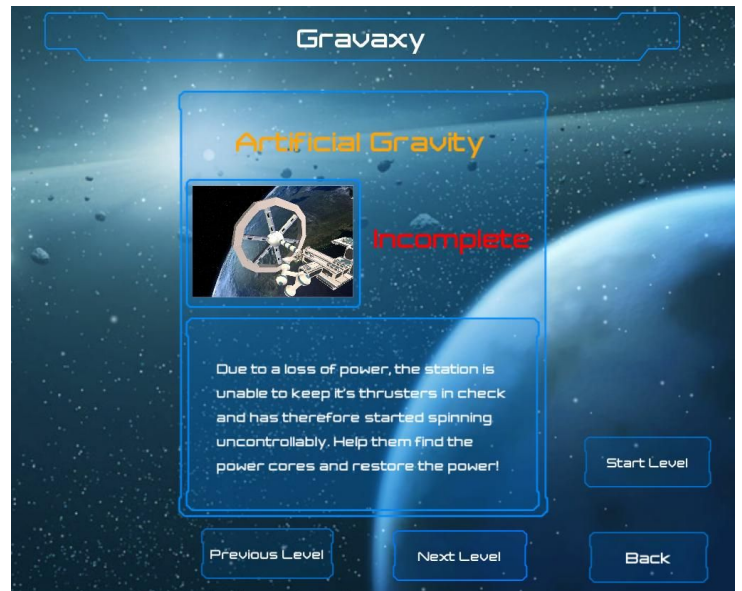 Gravaxy
Artificial Gravity
Incomplete
Due to a loss of power, the station is
unable to keep it's thrusters in check
and has therefore started spinning
uncontrollably. Help them find the
power cores and restore the power!
Start Level
Previous Level
Next Level
Back